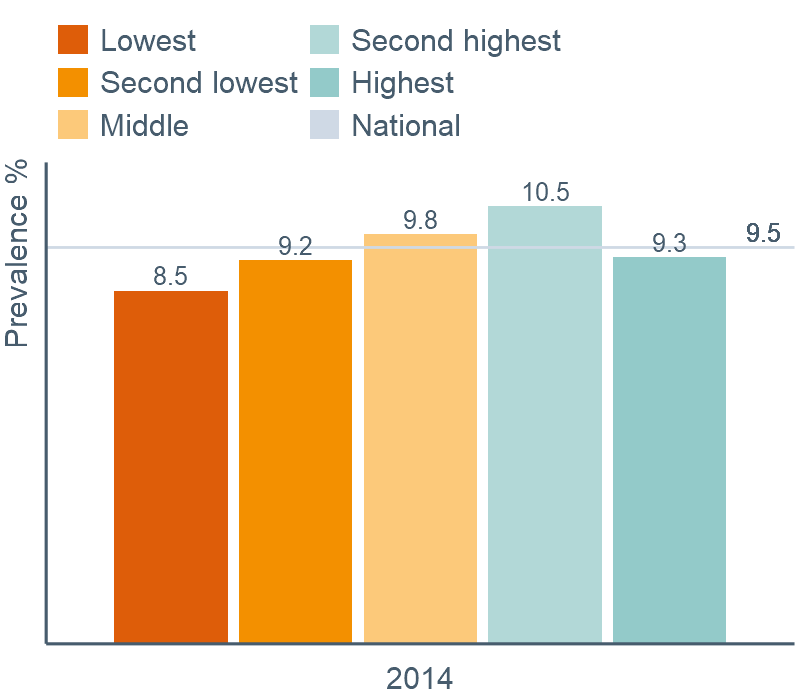 Lowest
Second lowest
Middle
Second highest
Highest
National
Prevalence %
8.5
9.2
9.8
10.5
9.3
9.5
2014